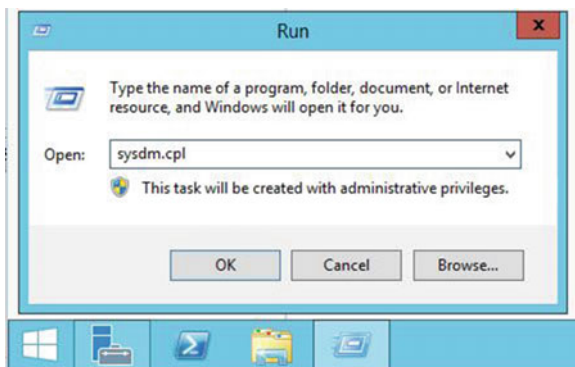 Run
x
Type the name of a program, folder, document, or Internet
resource, and Windows will open it for you.
Open: sysdm.cpl
This task will be created with administrative privileges.
OK Cancel Browse...